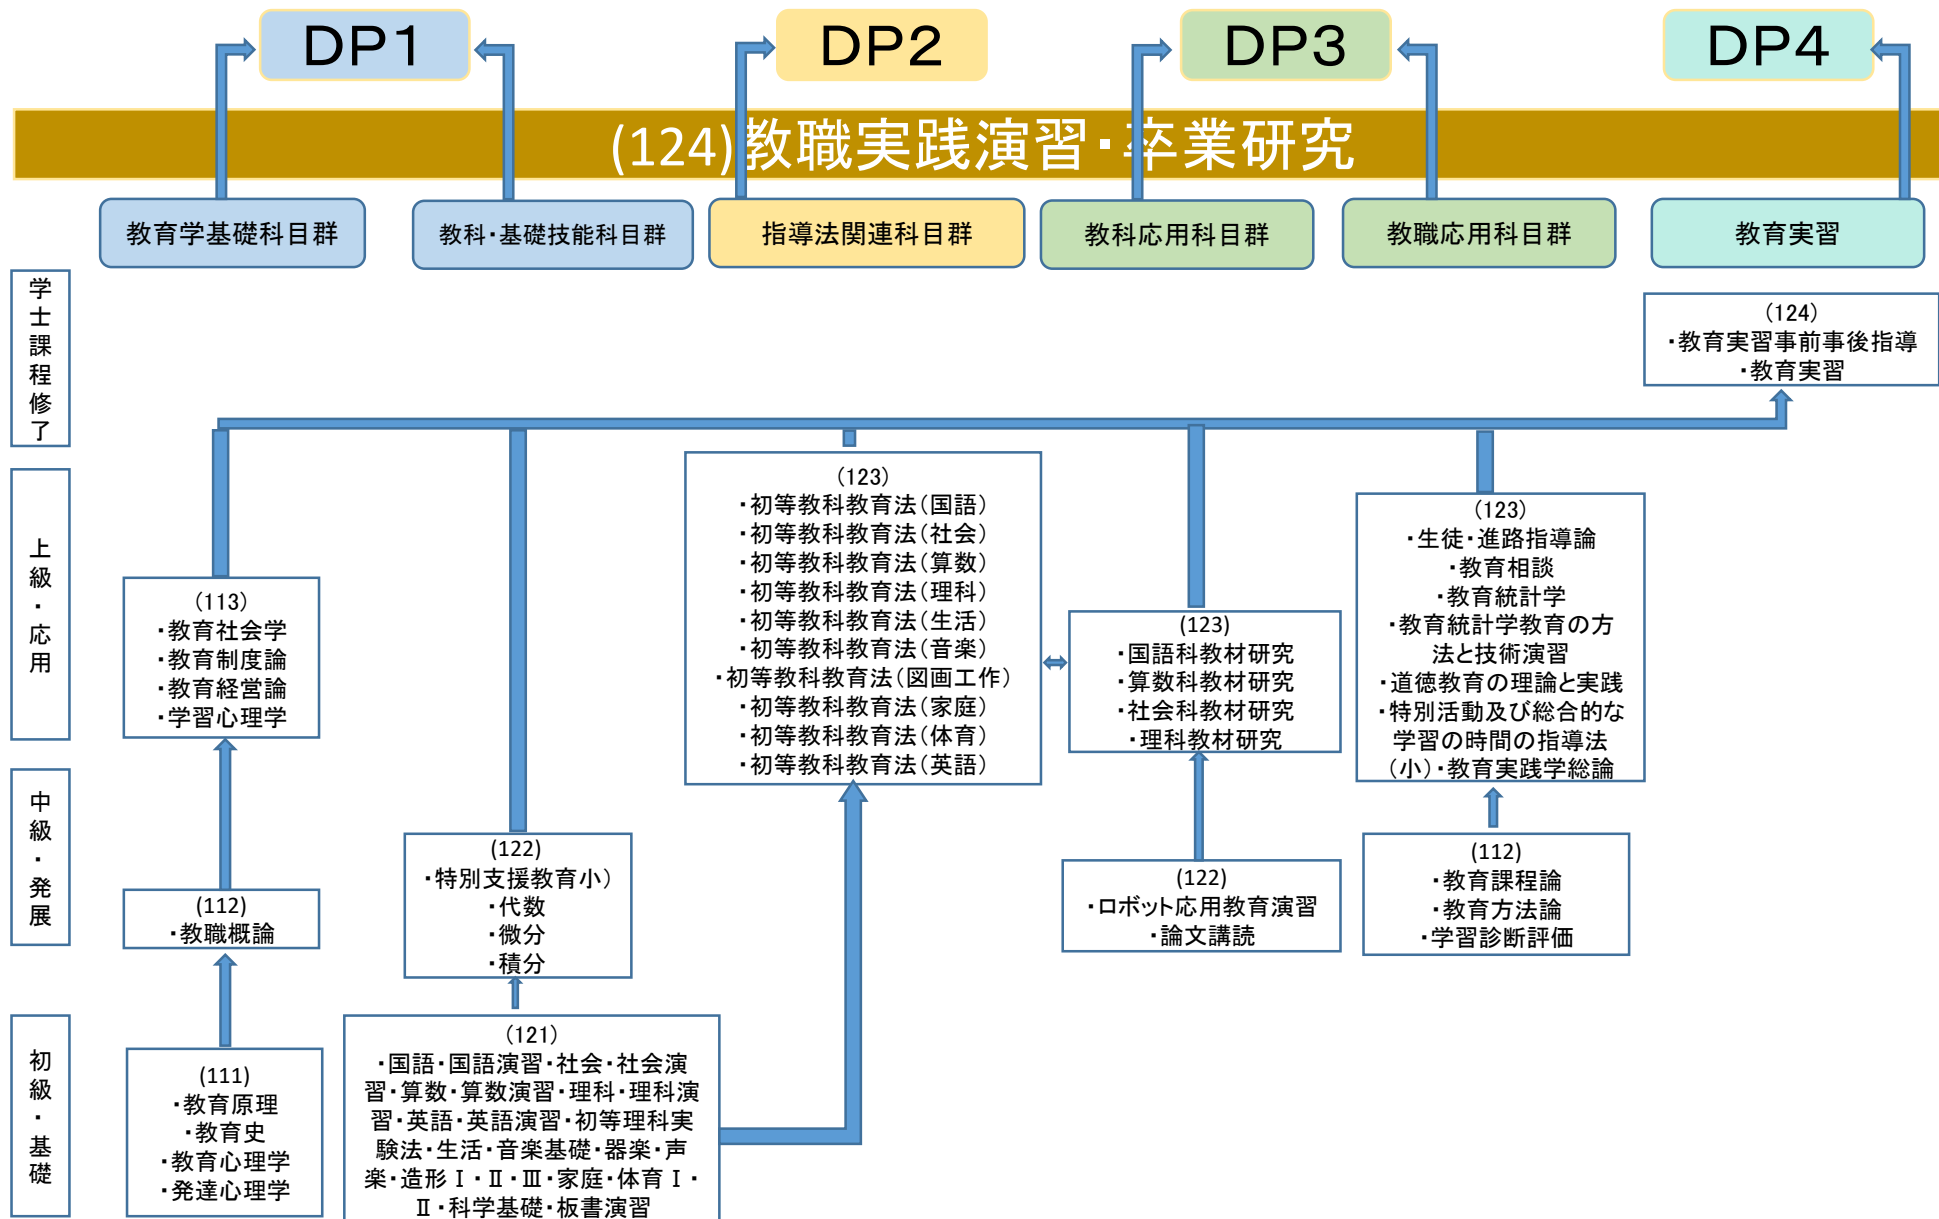 DP1
DP2
DP3
DP4
(124)教職実践演習・卒業研究
教育学基礎科目群
教科・基礎技能科目群
指導法関連科目群
教科応用科目群
教職応用科目群
教育実習
学士課程修了
(124)
・教育実習事前事後指導
・教育実習
上級・応用
(113)
・教育社会学
・教育制度論
・教育経営論
・学習心理学
(123)
・初等教科教育法(国語)
・初等教科教育法(社会)
・初等教科教育法(算数)
・初等教科教育法(理科)
・初等教科教育法(生活)
・初等教科教育法(音楽)
・初等教科教育法(図画工作)
・初等教科教育法(家庭)
・初等教科教育法(体育)
・初等教科教育法(英語)
(123)
・国語科教材研究
・算数科教材研究
・社会科教材研究
・理科教材研究
(123)
・生徒・進路指導論
・教育相談
・教育統計学
・教育統計学教育の方
法と技術演習
・道徳教育の理論と実践
・特別活動及び総合的な
学習の時間の指導法
(小)・教育実践学総論
中級・発展
(112)
・教職概論
(122)
・特別支援教育小)
・代数
・微分
・積分
(122)
・ロボット応用教育演習
・論文講読
(112)
・教育課程論
・教育方法論
・学習診断評価
初級・基礎
(111)
・教育原理
・教育史
・教育心理学
・発達心理学
(121)
・国語・国語演習・社会・社会演
習・算数・算数演習・理科・理科演
習・英語・英語演習・初等理科実
験法・生活・音楽基礎・器楽・声
楽・造形Ⅰ・Ⅱ・Ⅲ・家庭・体育Ⅰ・
Ⅱ・科学基礎・板書演習